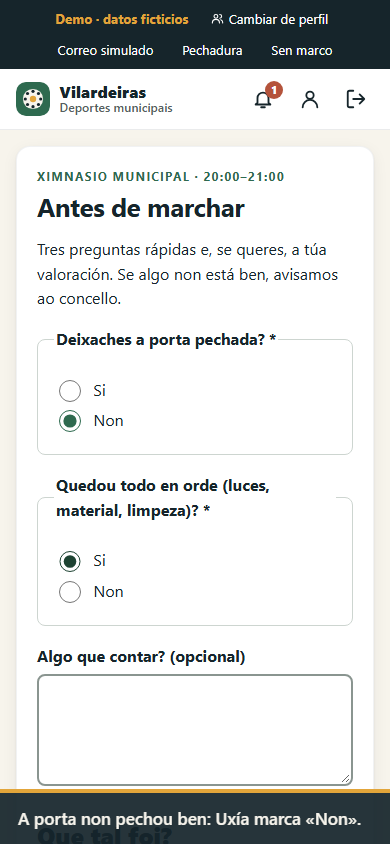 Demo · datos ficticios
Cambiar de perfil
Correo simulado
Pechadura
Sen marco
Vilardeiras
Deportes municipais
1
XIMNASIO MUNICIPAL · 20:00–21:00
Antes de marchar
Tres preguntas rápidas e, se queres, a túa
valoración. Se algo non está ben, avisamos
ao concello.
Deixaches a porta pechada? *
Si
Non
Quedou todo en orde (luces,
material, limpeza)? *
Si
Non
Algo que contar? (opcional)
A porta non pechou ben: Uxía marca «Non».
Que tal foi?